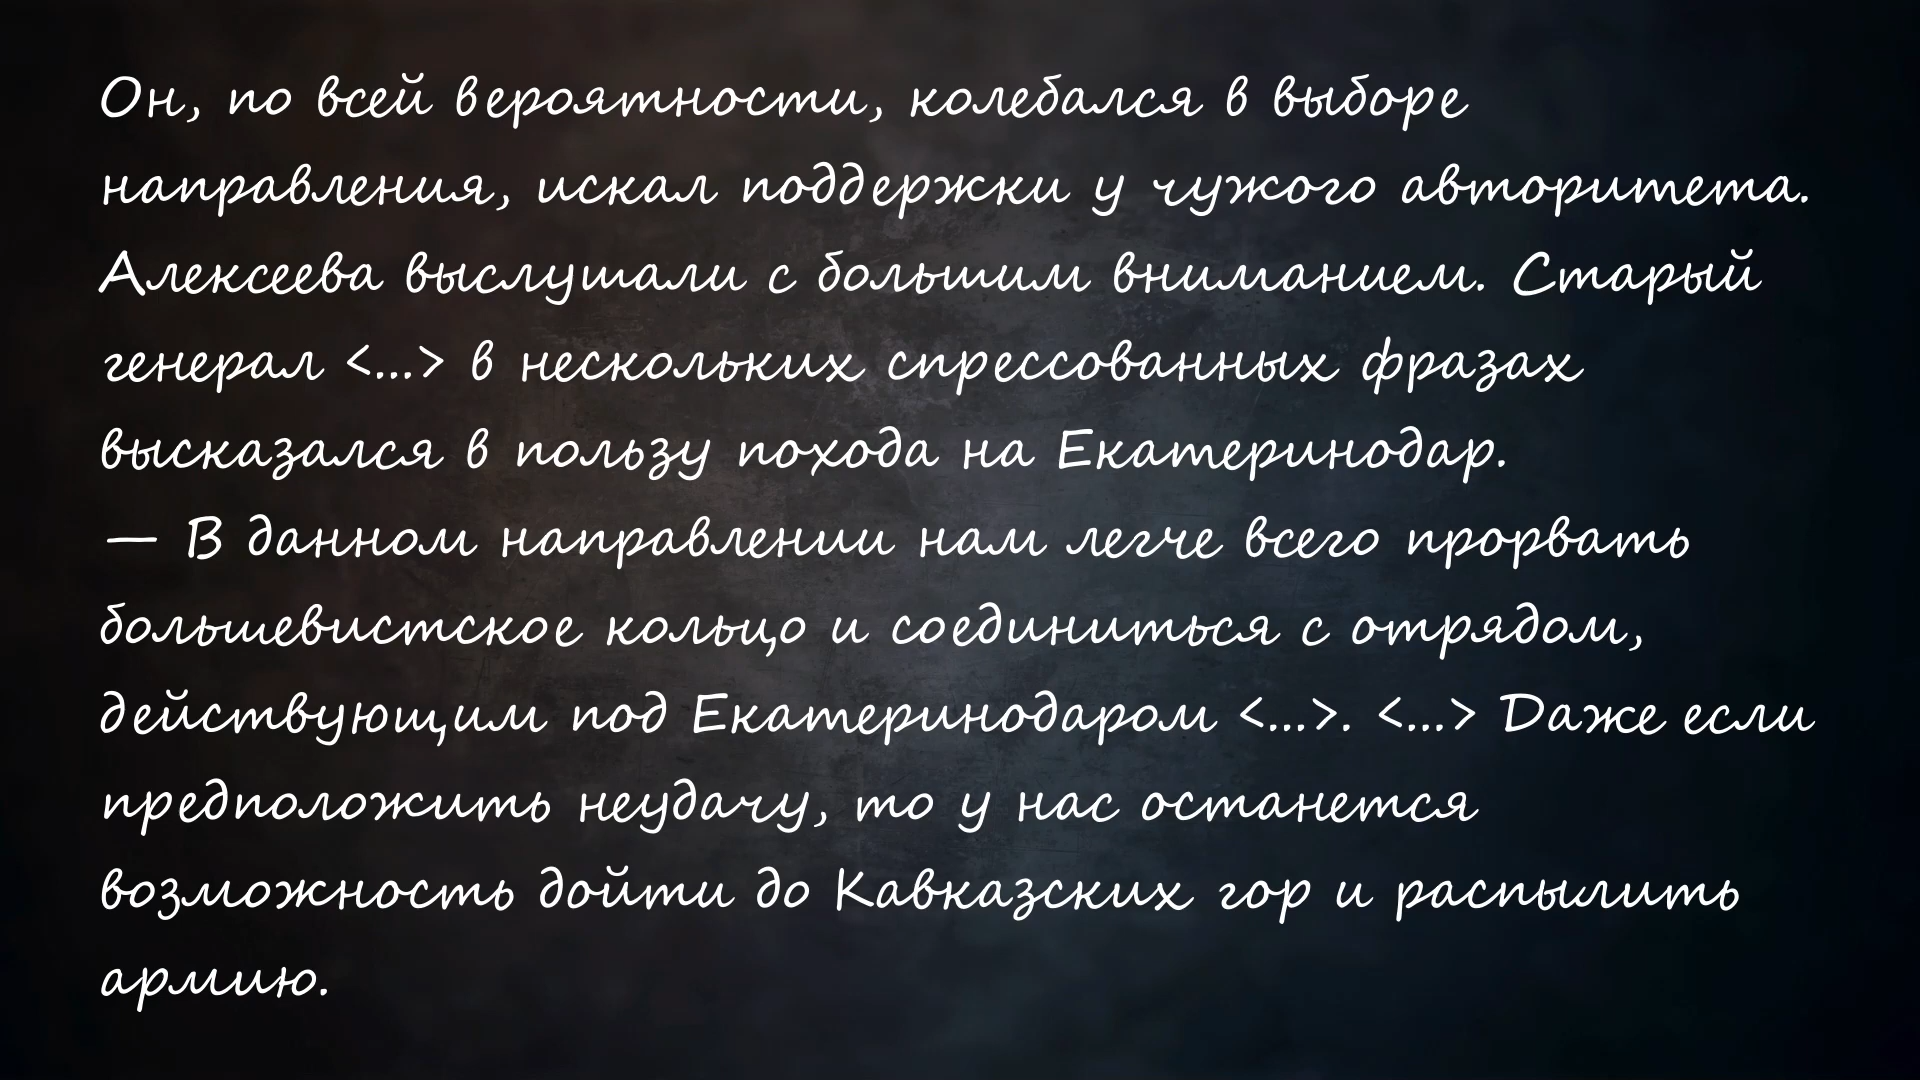 Он, по всей вероятности, колебался в выборе
направления, искал поддержки у чужого авторитета.
Алексеева выслушали с большим вниманием. Старый
генерал <...> в нескольких спрессованных фразах
высказался в пользу похода на Екатеринодар.
— В данном направлении нам легче всего прорвать
большевистское кольцо и соединиться с отрядом,
действующим под Екатеринодаром <...>. <...> Даже если
предположить неудачу, то у нас останется
возможность дойти до Кавказских гор и распылить
армию.